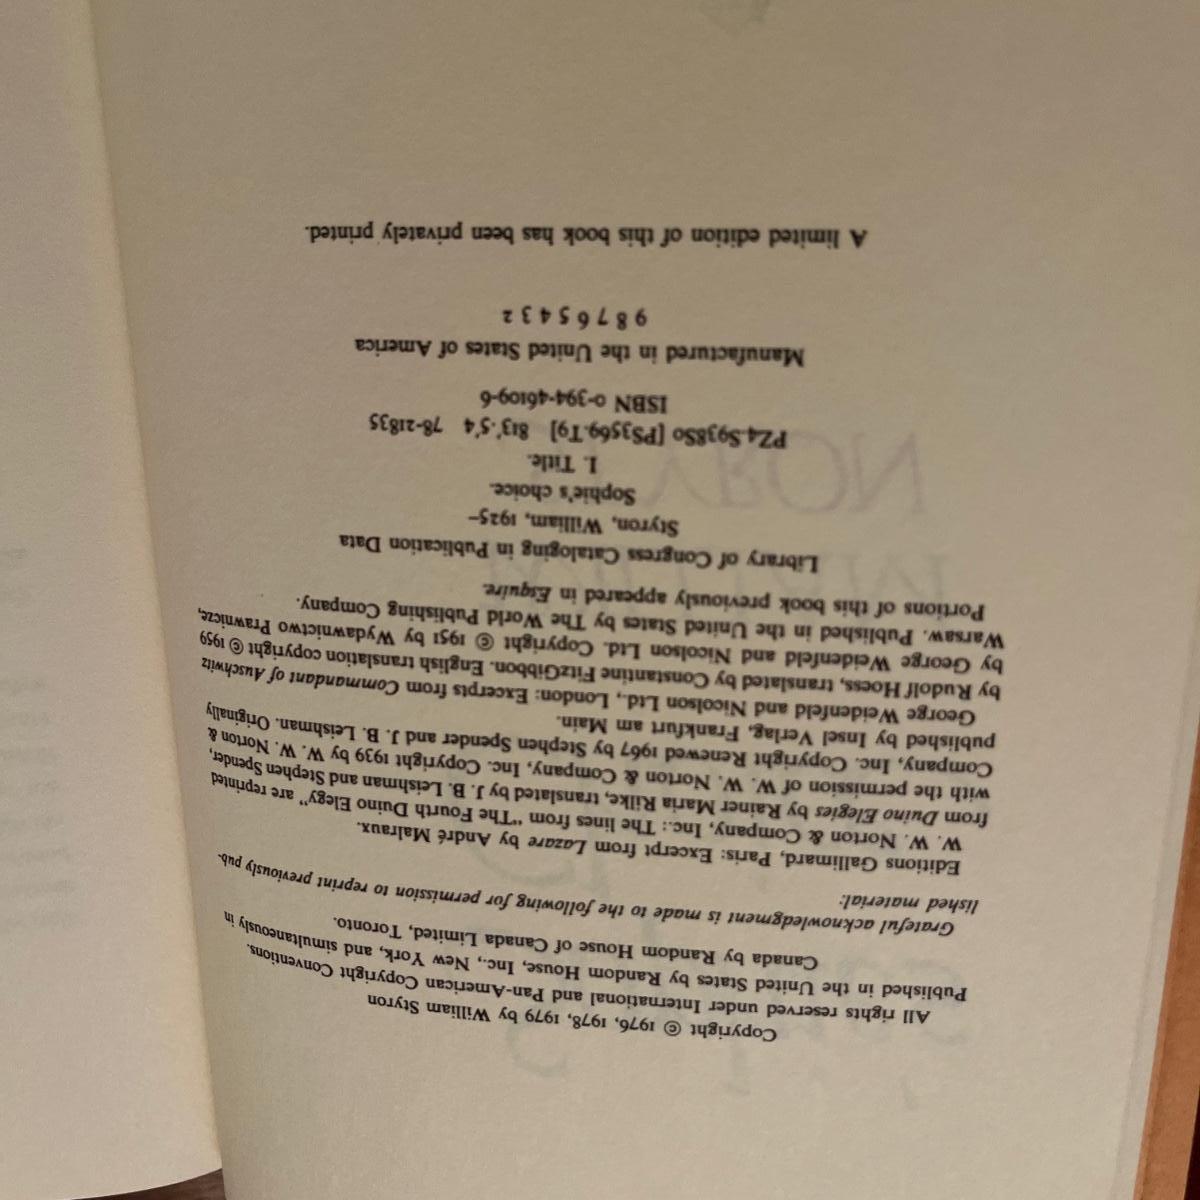 Copyright © 1976, 1978, 1979 by William Styron
All rights reserved under International and Pan-American Copyright Conventions.
Published in the United States by Random House, Inc., New York, and simultaneously in
Canada by Random House of Canada Limited, Toronto.
Grateful acknowledgment is made to the following for permission to reprint previously pub-
lished material:
Editions Gallimard, Paris: Excerpt from Lazare by André Malraux.
W. W. Norton & Company, Inc.: The lines from "The Fourth Duino Elegy" are reprinted
from Duino Elegies by Rainer Maria Rilke, translated by J. B. Leishman and Stephen Spender,
with the permission of W. W. Norton & Company, Inc. Copyright 1939 by W. W. Norton &
Company, Inc. Copyright Renewed 1967 by Stephen Spender and J. B. Leishman. Originally
published by Insel Verlag, Frankfurt am Main.
George Weidenfeld and Nicolson Ltd., London: Excerpts from Commandant of Auschwitz
by Rudolf Hoess, translated by Constantine FitzGibbon. English translation copyright © 1959
by George Weidenfeld and Nicolson Ltd. Copyright © 1951 by Wydawnictwo Prawnicze,
Warsaw. Published in the United States by The World Publishing Company.
Portions of this book previously appeared in Esquire.
Library of Congress Cataloging in Publication Data
Styron, William, 1925–
Sophie's choice.
I. Title.
PZ4.S938So [PS3569.T9] 813'.5'4 78-21835
ISBN 0-394-46109-6
Manufactured in the United States of America
9 8 7 6 5 4 3 2
A limited edition of this book has been privately printed.